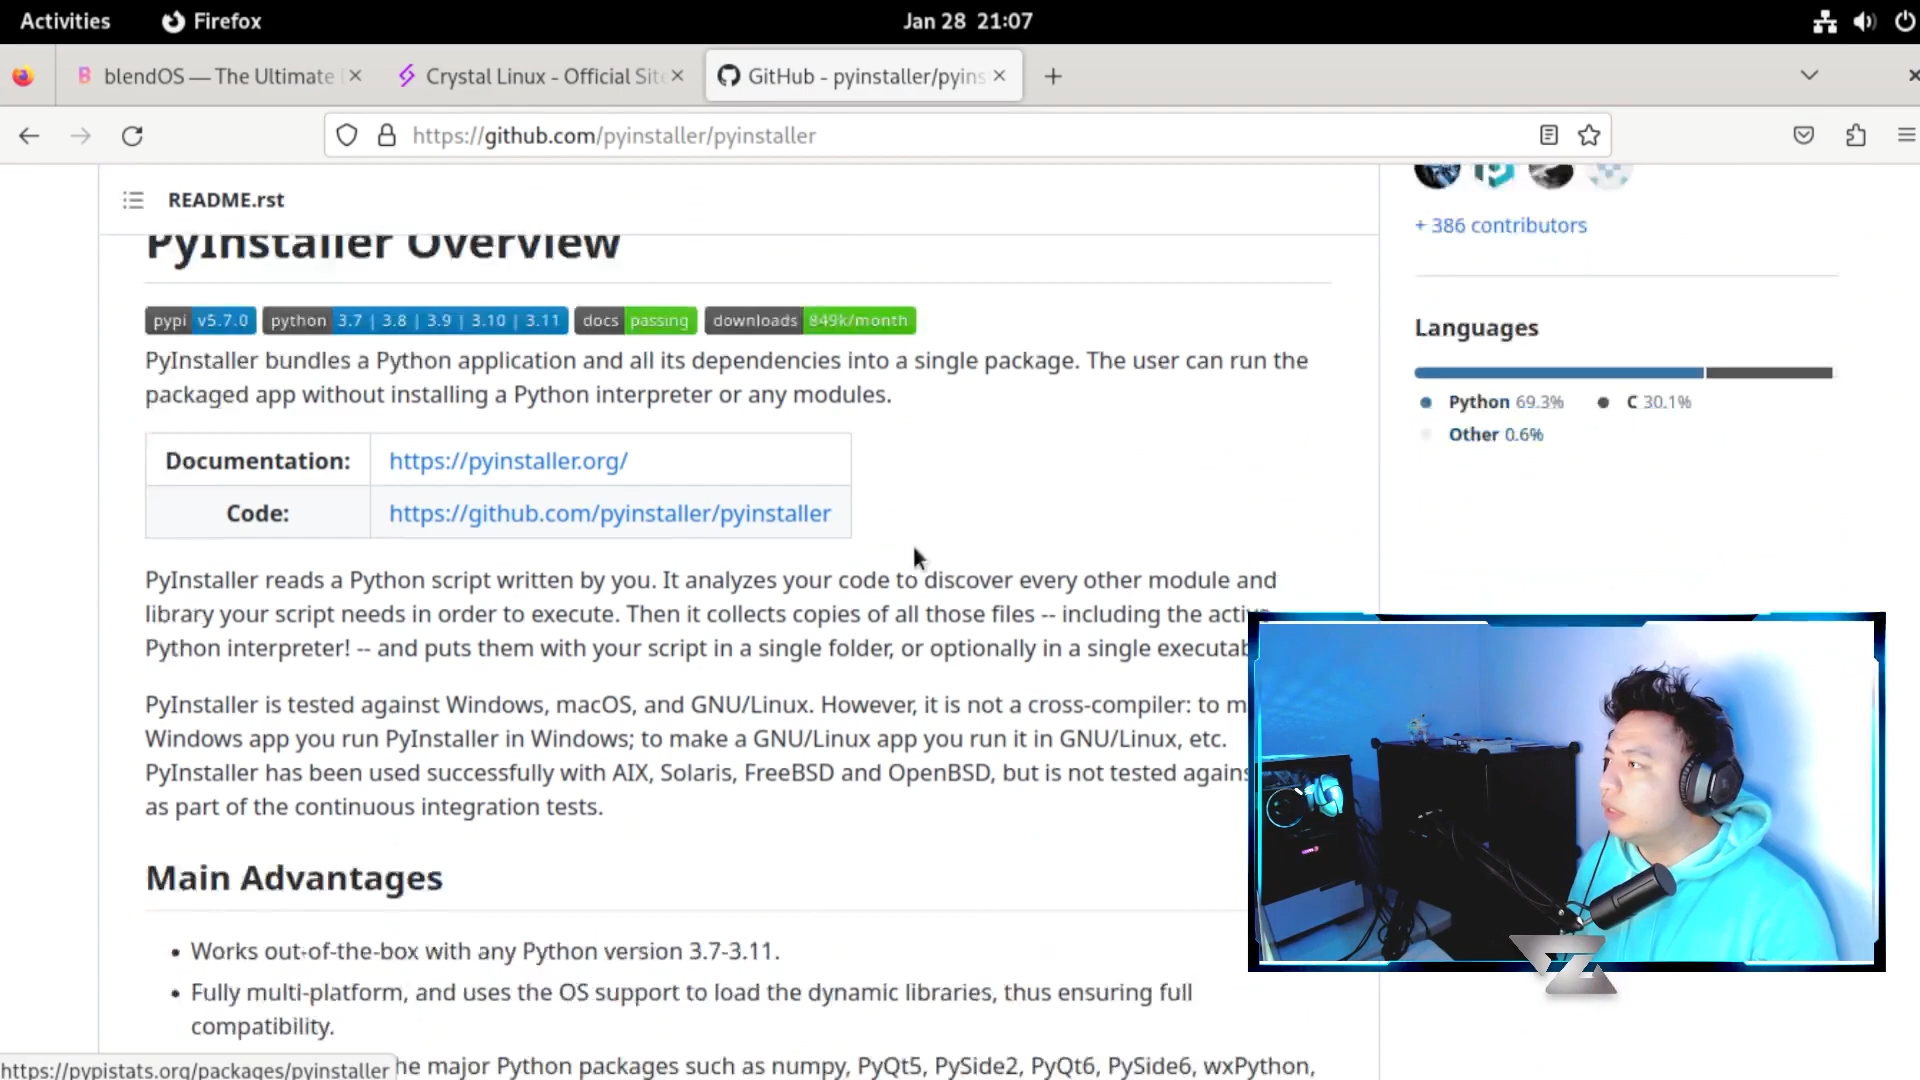 Activities Firefox Jan 28 21:07
blendOS — The Ultimate Crystal Linux - Official Site GitHub - pyinstaller/pyins
https://github.com/pyinstaller/pyinstaller
README.rst
PyInstaller Overview
+ 386 contributors
pypi v5.7.0 python 3.7 | 3.8 | 3.9 | 3.10 | 3.11 docs passing downloads 849k/month
PyInstaller bundles a Python application and all its dependencies into a single package. The user can run the
packaged app without installing a Python interpreter or any modules.
Languages
Python 69.3% C 30.1%
Other 0.6%
Documentation: https://pyinstaller.org/
Code: https://github.com/pyinstaller/pyinstaller
PyInstaller reads a Python script written by you. It analyzes your code to discover every other module and
library your script needs in order to execute. Then it collects copies of all those files -- including the active
Python interpreter! -- and puts them with your script in a single folder, or optionally in a single executab
PyInstaller is tested against Windows, macOS, and GNU/Linux. However, it is not a cross-compiler: to m
Windows app you run PyInstaller in Windows; to make a GNU/Linux app you run it in GNU/Linux, etc.
PyInstaller has been used successfully with AIX, Solaris, FreeBSD and OpenBSD, but is not tested agains
as part of the continuous integration tests.
Main Advantages
• Works out-of-the-box with any Python version 3.7-3.11.
• Fully multi-platform, and uses the OS support to load the dynamic libraries, thus ensuring full
compatibility.
he major Python packages such as numpy, PyQt5, PySide2, PyQt6, PySide6, wxPython,
https://pypistats.org/packages/pyinstaller